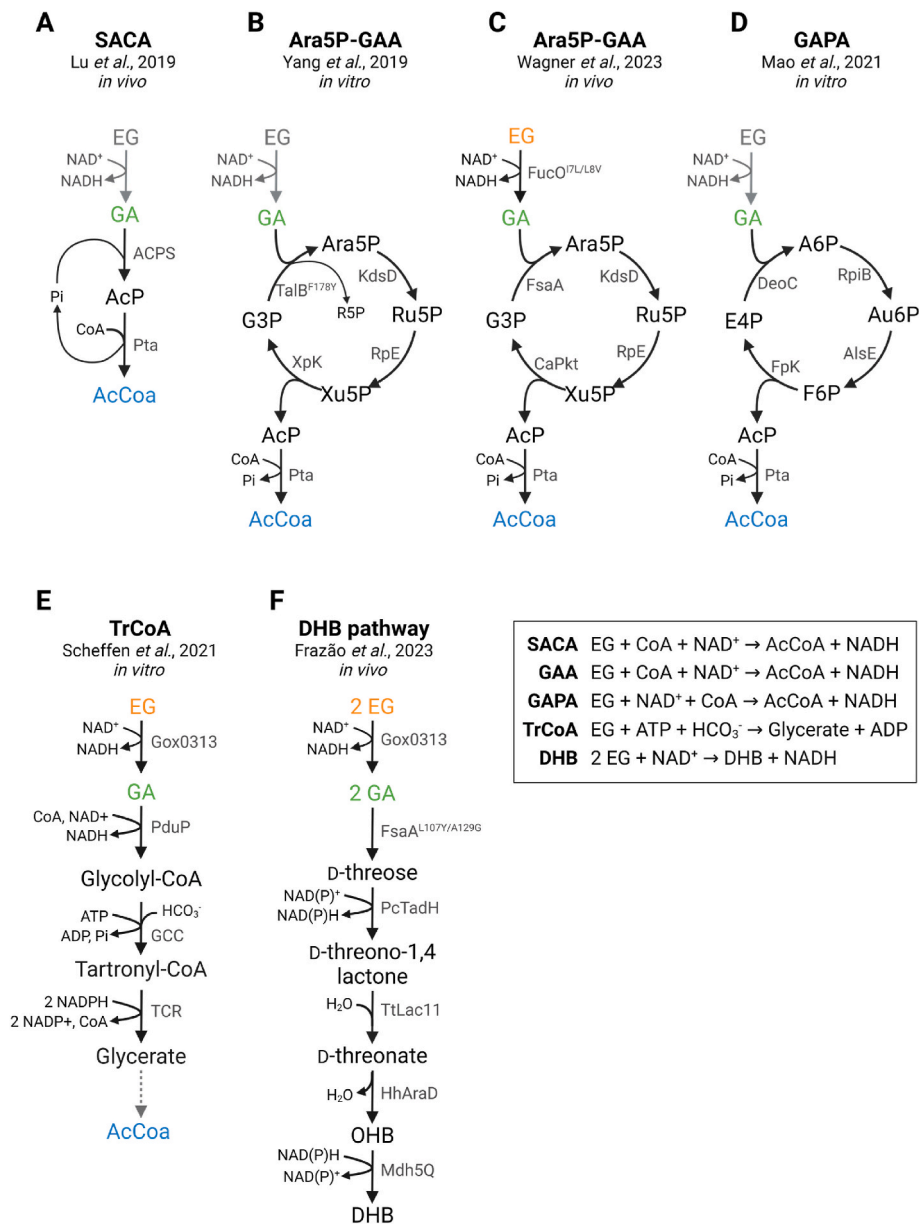 A
SACA
Lu et al., 2019
in vivo
EG
NAD⁺
NADH
GA
ACPS
Pi
AcP
CoA
Pta
AcCoa
B
Ara5P-GAA
Yang et al., 2019
in vitro
EG
NAD⁺
NADH
GA
Ara5P
TalB^F178Y
R5P
KdsD
G3P
Ru5P
XpK
RpE
Xu5P
AcP
CoA
Pi
Pta
AcCoa
C
Ara5P-GAA
Wagner et al., 2023
in vivo
EG
NAD⁺
NADH
FucO^I7L/L8V
GA
Ara5P
FsaA
KdsD
G3P
Ru5P
CaPkt
RpE
Xu5P
AcP
CoA
Pi
Pta
AcCoa
D
GAPA
Mao et al., 2021
in vitro
EG
NAD⁺
NADH
GA
A6P
DeoC
RpiB
E4P
Au6P
FpK
AlsE
F6P
AcP
CoA
Pi
Pta
AcCoa
E
TrCoA
Scheffen et al., 2021
in vitro
EG
NAD⁺
NADH
Gox0313
GA
CoA, NAD+
NADH
PduP
Glycolyl-CoA
ATP
HCO₃⁻
ADP, Pi
GCC
Tartronyl-CoA
2 NADPH
2 NADP+, CoA
TCR
Glycerate
AcCoa
F
DHB pathway
Frazão et al., 2023
in vivo
2 EG
NAD⁺
NADH
Gox0313
2 GA
FsaA^L107Y/A129G
D-threose
NAD(P)⁺
NAD(P)H
PcTadH
D-threono-1,4
lactone
H₂O
TtLac11
D-threonate
H₂O
HhAraD
OHB
NAD(P)H
NAD(P)⁺
Mdh5Q
DHB
SACA EG + CoA + NAD⁺ → AcCoA + NADH
GAA EG + CoA + NAD⁺ → AcCoA + NADH
GAPA EG + NAD⁺ + CoA → AcCoA + NADH
TrCoA EG + ATP + HCO₃⁻ → Glycerate + ADP
DHB 2 EG + NAD⁺ → DHB + NADH